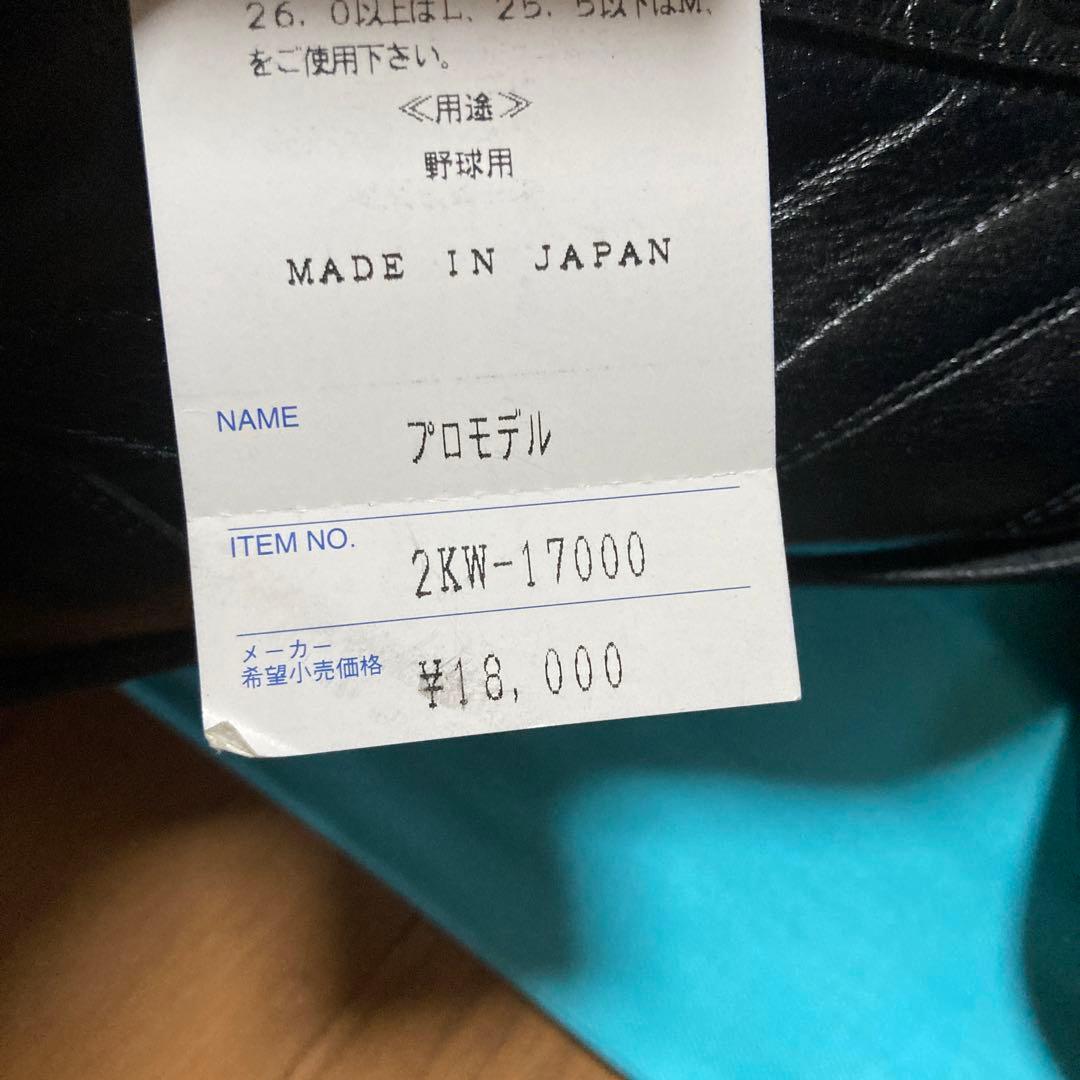 26．0以上はL、25．5以下はM、
をご使用下さい。
≪用途≫
野球用
MADE IN JAPAN
NAME プロモデル
ITEM NO. 2KW-17000
メーカー
希望小売価格 ¥18,000